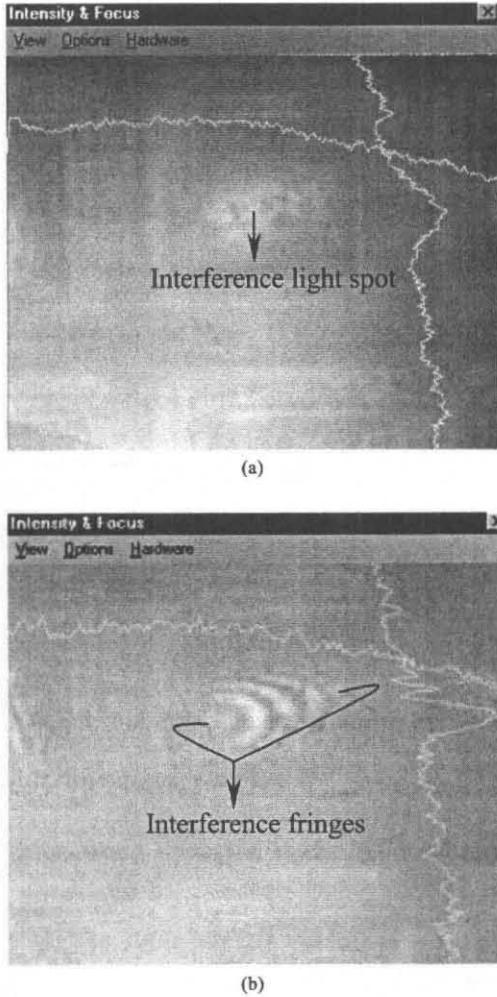 Intensity & Focus
View Options Hardware
Interference light spot
(a)
Intensity & Focus
View Options Hardware
Interference fringes
(b)